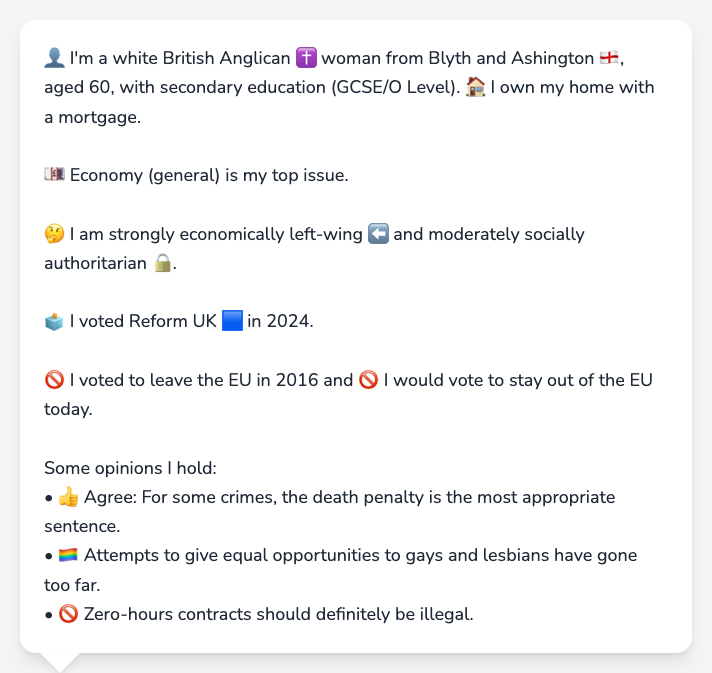 👤 I'm a white British Anglican ✝️ woman from Blyth and Ashington 🏴󠁧󠁢󠁥󠁮󠁧󠁿,
aged 60, with secondary education (GCSE/O Level). 🏠 I own my home with
a mortgage.
💷 Economy (general) is my top issue.
🤔 I am strongly economically left-wing ⬅️ and moderately socially
authoritarian 🔒.
🗳️ I voted Reform UK 🟦 in 2024.
🚫 I voted to leave the EU in 2016 and 🚫 I would vote to stay out of the EU
today.
Some opinions I hold:
• 👍 Agree: For some crimes, the death penalty is the most appropriate
sentence.
• 🏳️‍🌈 Attempts to give equal opportunities to gays and lesbians have gone
too far.
• 🚫 Zero-hours contracts should definitely be illegal.